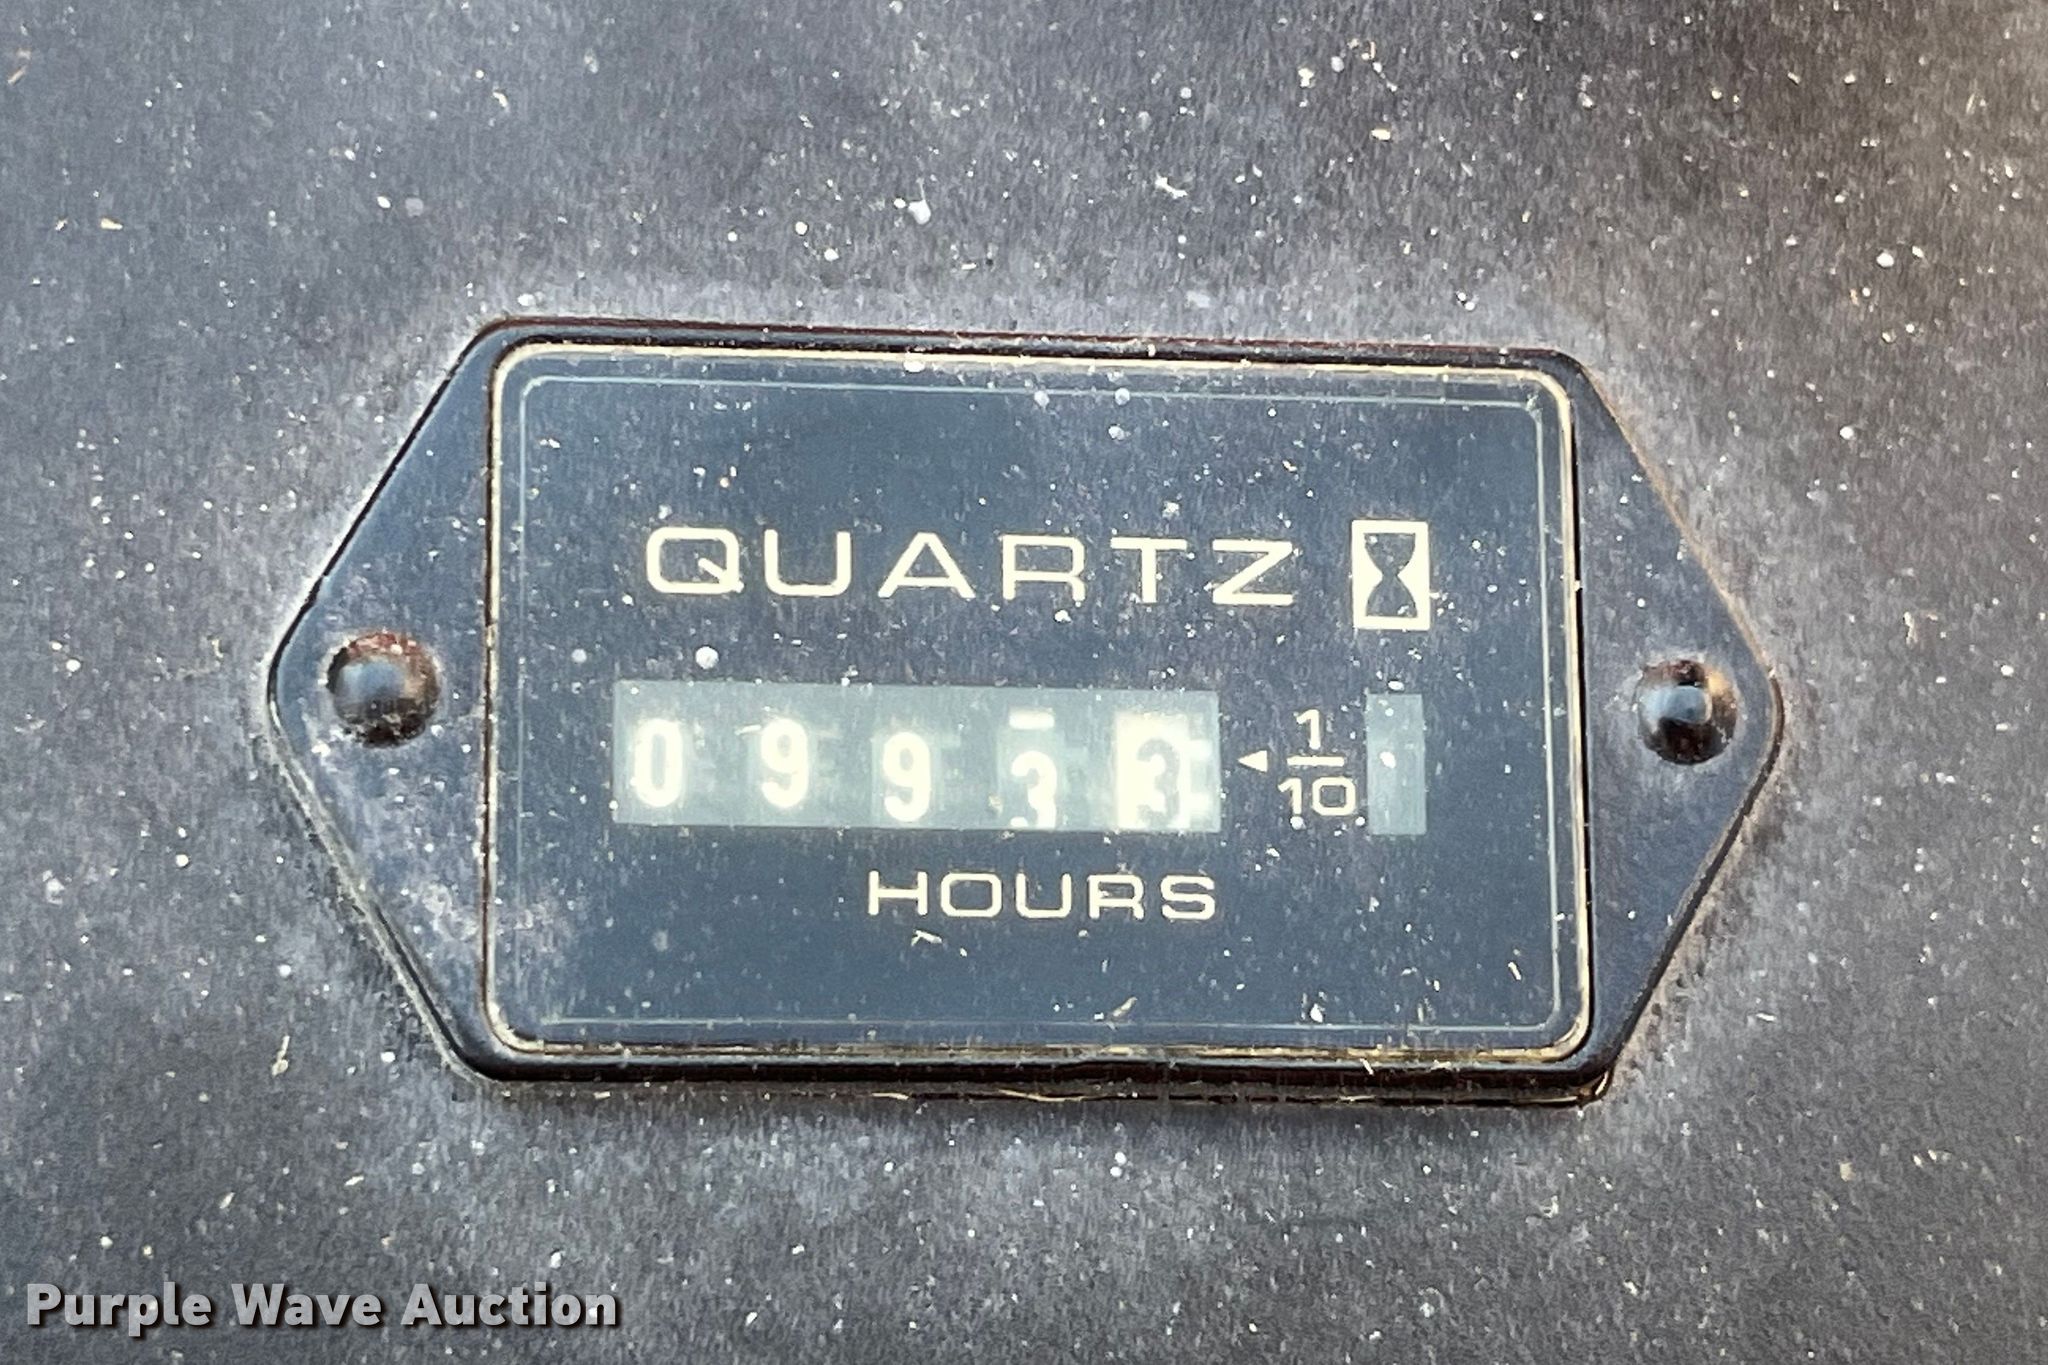 QUARTZ
09933 1/10
HOURS
Purple Wave Auction